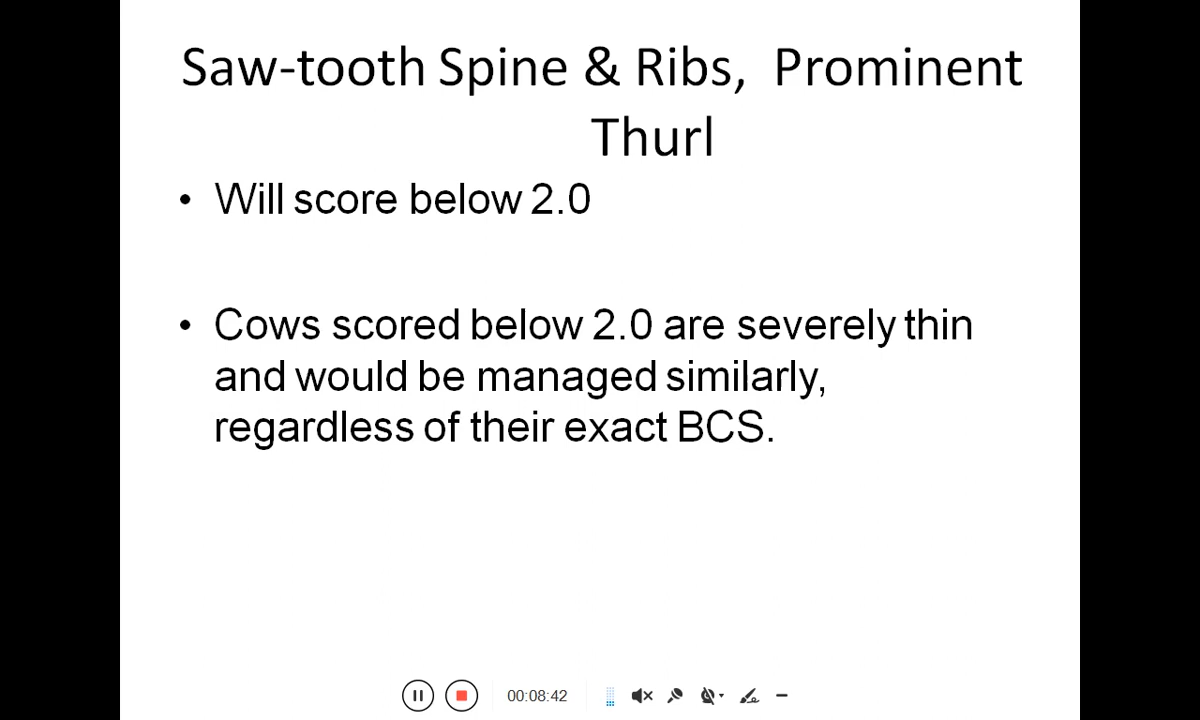 Saw-tooth Spine & Ribs, Prominent
Thurl
• Will score below 2.0
• Cows scored below 2.0 are severely thin
and would be managed similarly,
regardless of their exact BCS.
00:08:42